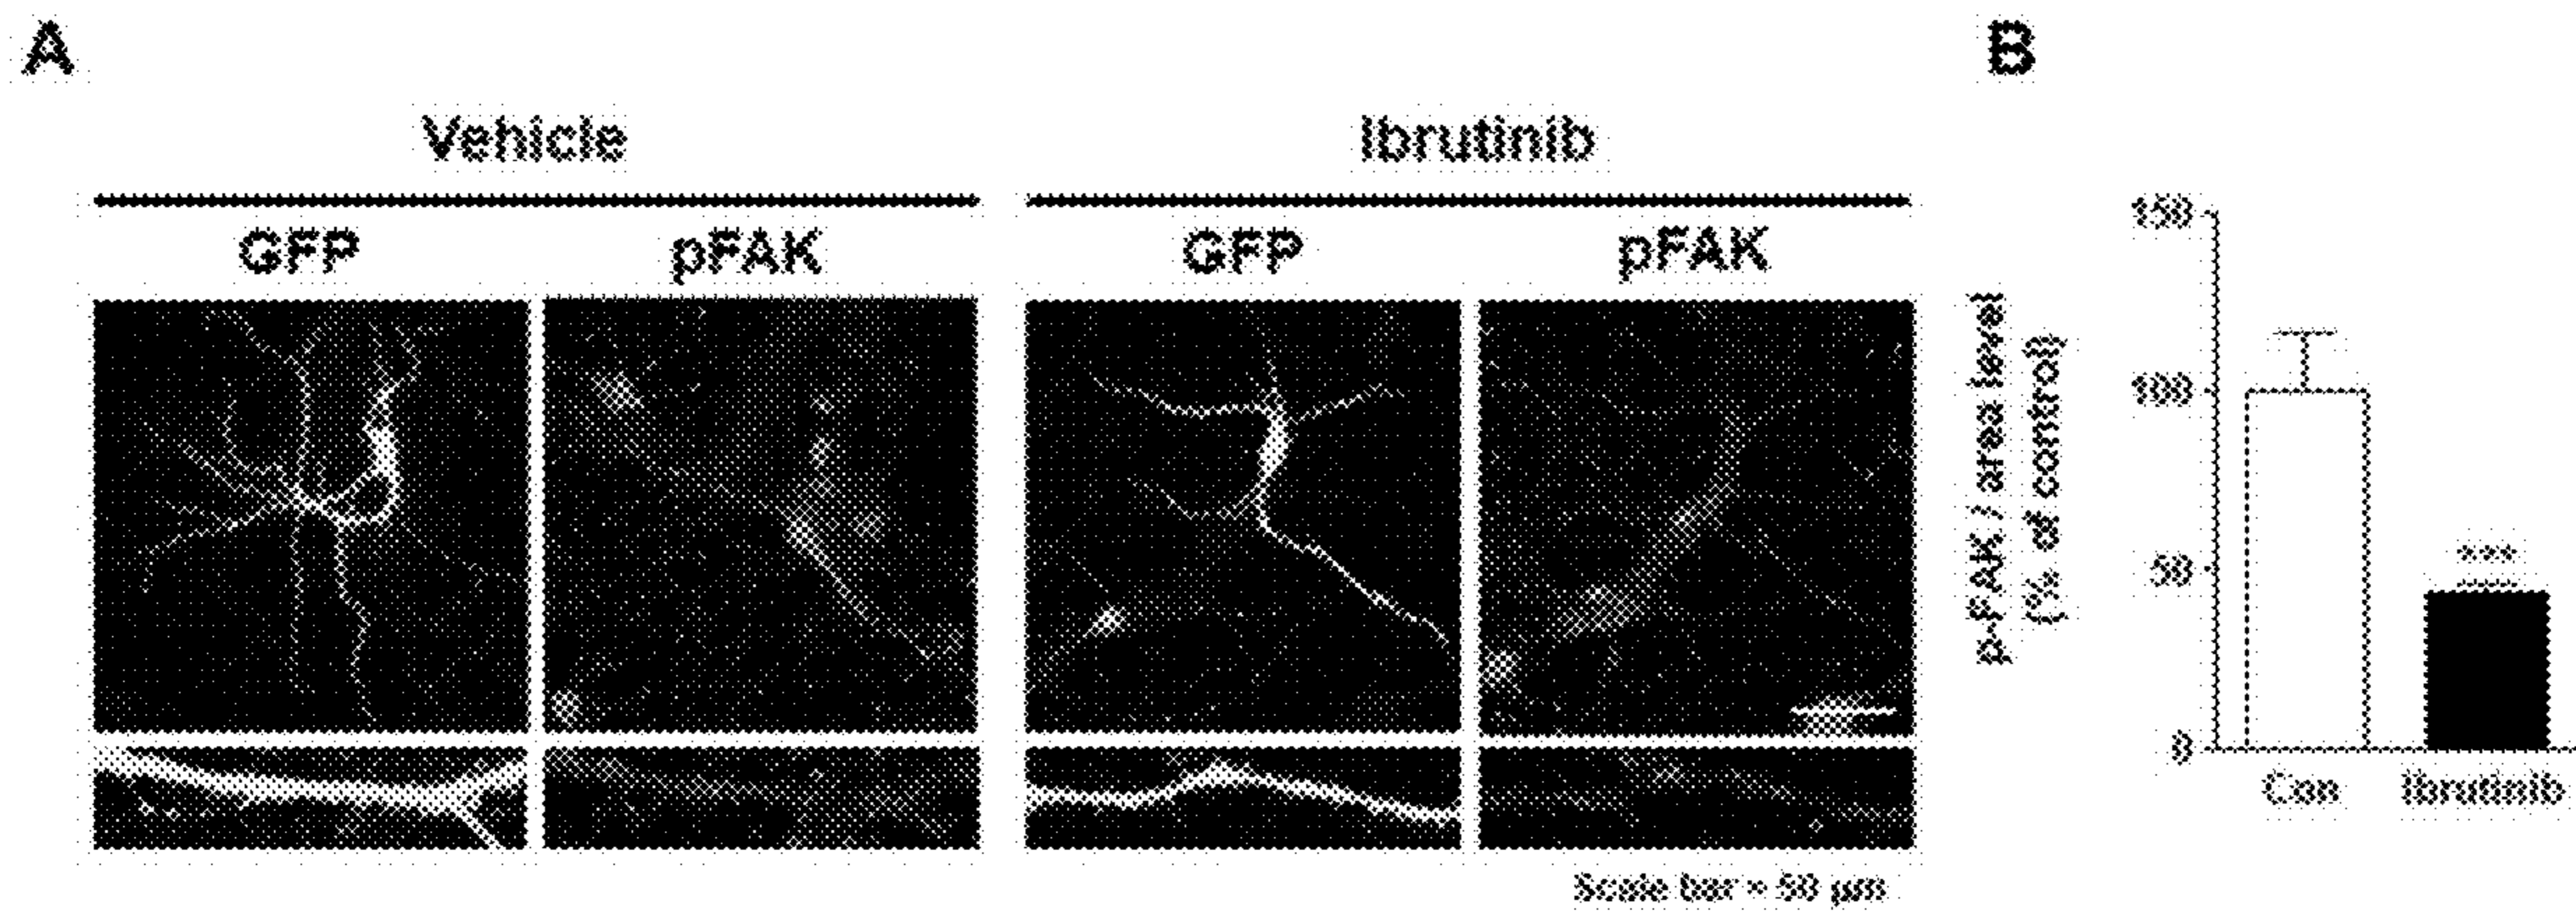 A
Vehicle
Ibrutinib
GFP
pFAK
GFP
pFAK
Scale bar = 50 μm
B
p-FAK / area level
(% of control)
150
100
50
0
***
Con
Ibrutinib